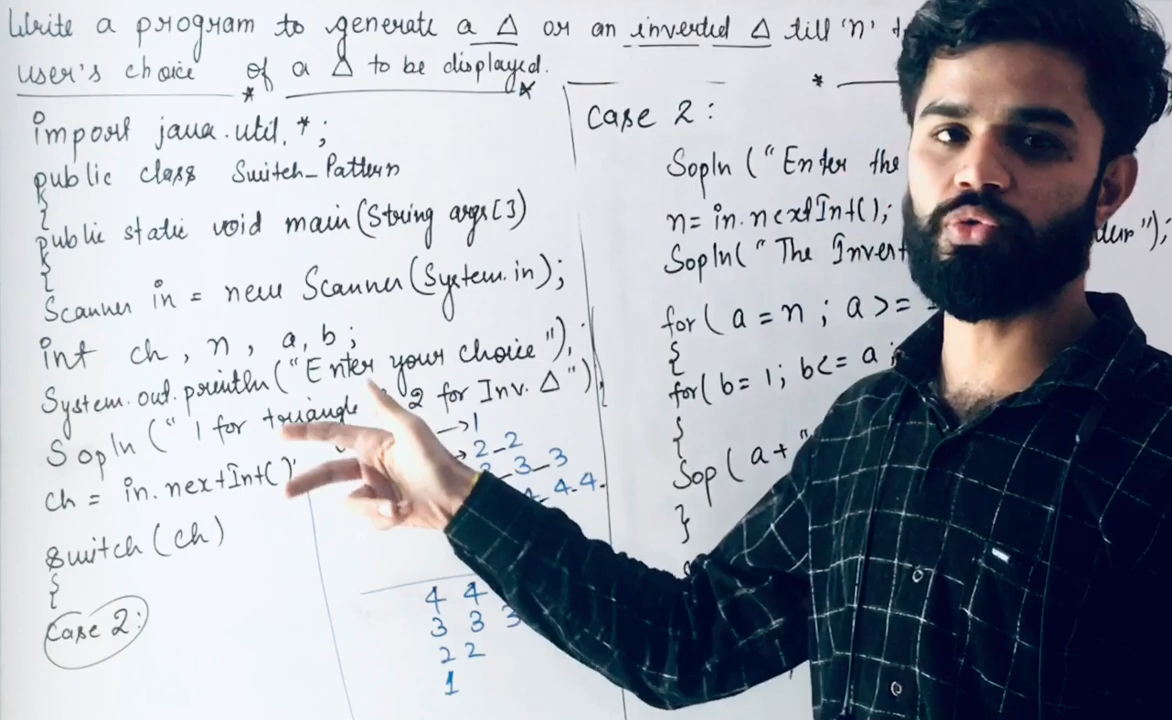 Write a program to generate a △ or an inverted △ till 'n'
user's choice of a △ to be displayed.
import java.util.*;
public class Switch_Pattern
{
public static void main(String args[])
{
Scanner in = new Scanner(System.in);
int ch, n, a, b;
System.out.println("Enter your choice");
Sopln (" 1 for triangle 2 for Inv. △");
ch = in.nextInt();
switch(ch)
{
Case 2:
→1
→2-2
3-3
4.4.
4 4
3 3 3
2 2
1
case 2:
Sopln ("Enter the
n= in.nextInt();
Sopln(" The Invert
");
for( a = n ; a >=
{
for( b = 1; b<= a;
{
Sop( a+"
}